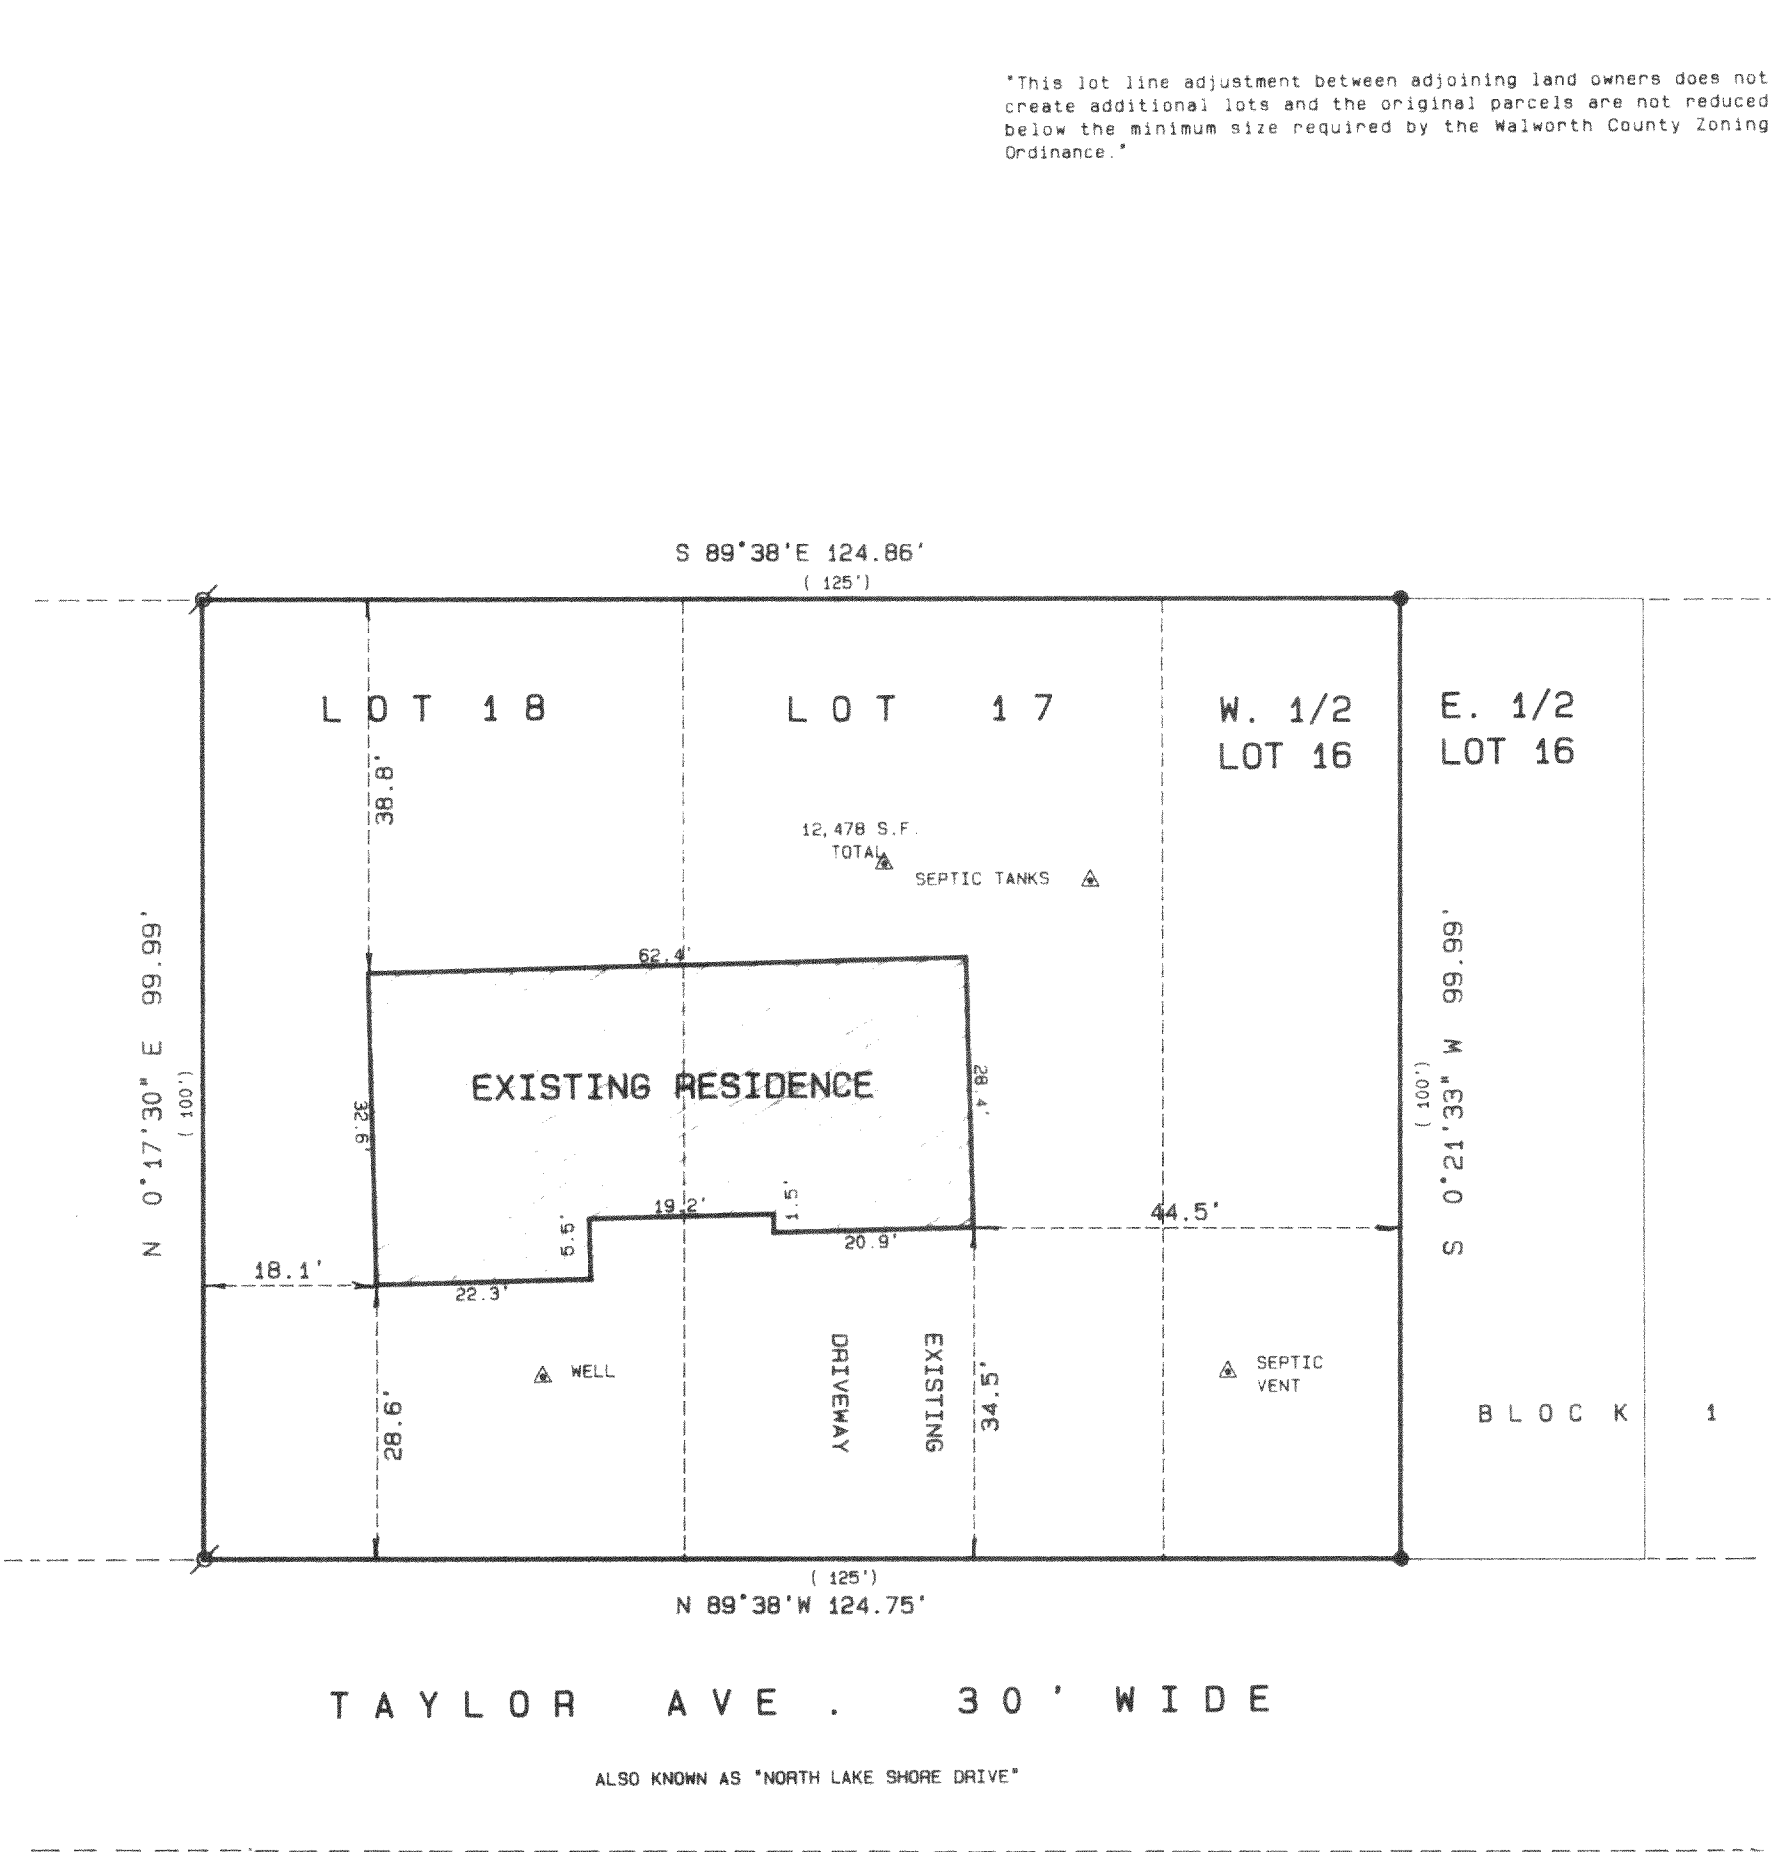 "This lot line adjustment between adjoining land owners does not
create additional lots and the original parcels are not reduced
below the minimum size required by the Walworth County Zoning
Ordinance."
S 89°38'E 124.86'
( 125')
LOT 18
LOT 17
W. 1/2
LOT 16
E. 1/2
LOT 16
38.8'
12,478 S.F.
TOTAL
SEPTIC TANKS
N 0°17'30" E 99.99'
(100')
62.4'
EXISTING RESIDENCE
32.6'
28.4'
S 0°21'33" W 99.99'
(100')
19.2'
1.5'
5.5'
20.9'
44.5'
18.1'
22.3'
WELL
EXISTING
DRIVEWAY
28.6'
34.5'
SEPTIC
VENT
BLOCK 1
( 125')
N 89°38'W 124.75'
TAYLOR AVE. 30' WIDE
ALSO KNOWN AS "NORTH LAKE SHORE DRIVE"